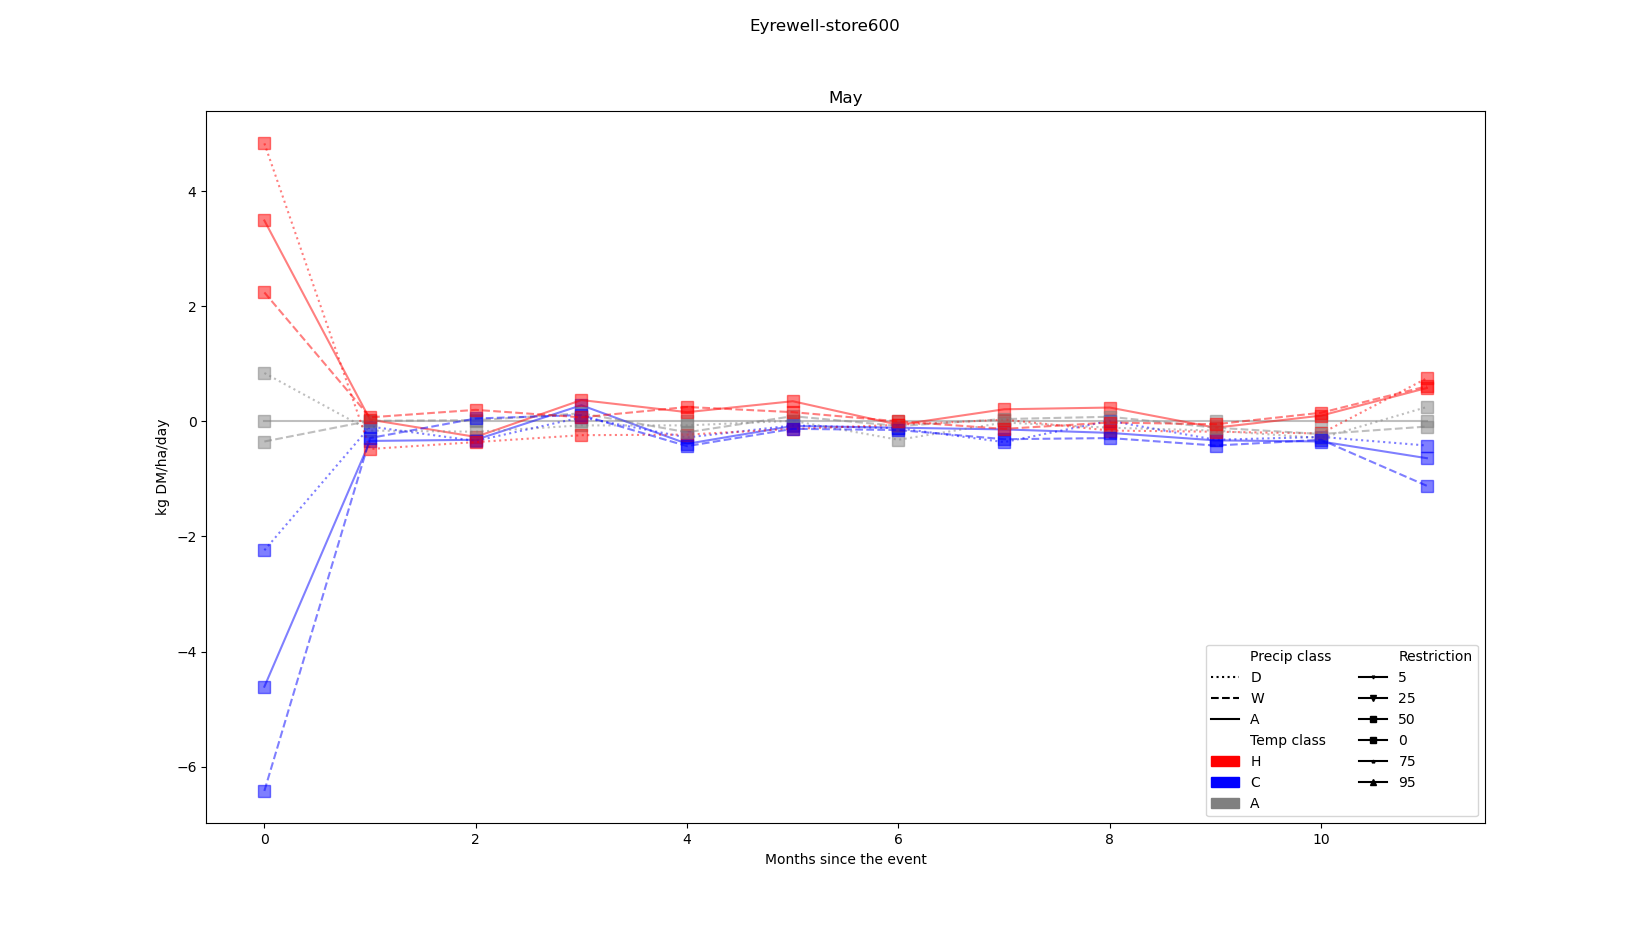 Eyrewell-store600
May
4
2
0
−2
−4
−6
kg DM/ha/day
0
2
4
6
8
10
Months since the event
Precip class
D
W
A
Temp class
H
C
A
Restriction
5
25
50
0
75
95